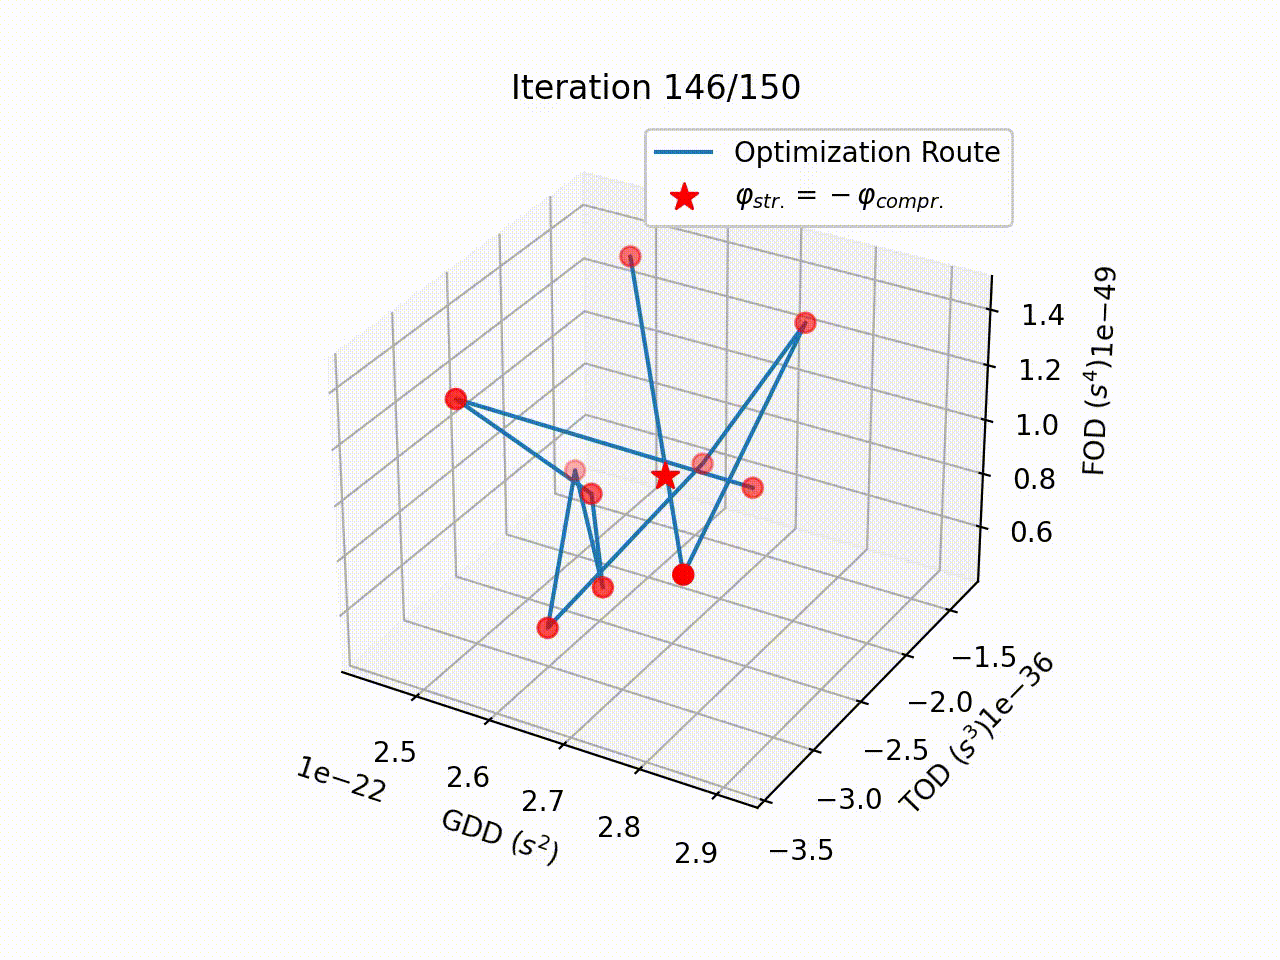 Iteration 146/150
Optimization Route
φstr. = −φcompr.
1.4
1.2
1.0
0.8
0.6
FOD (s⁴)1e−49
−1.5
−2.0
−2.5
−3.0
−3.5
TOD (s³)1e−36
2.5
2.6
2.7
2.8
2.9
1e−22
GDD (s²)